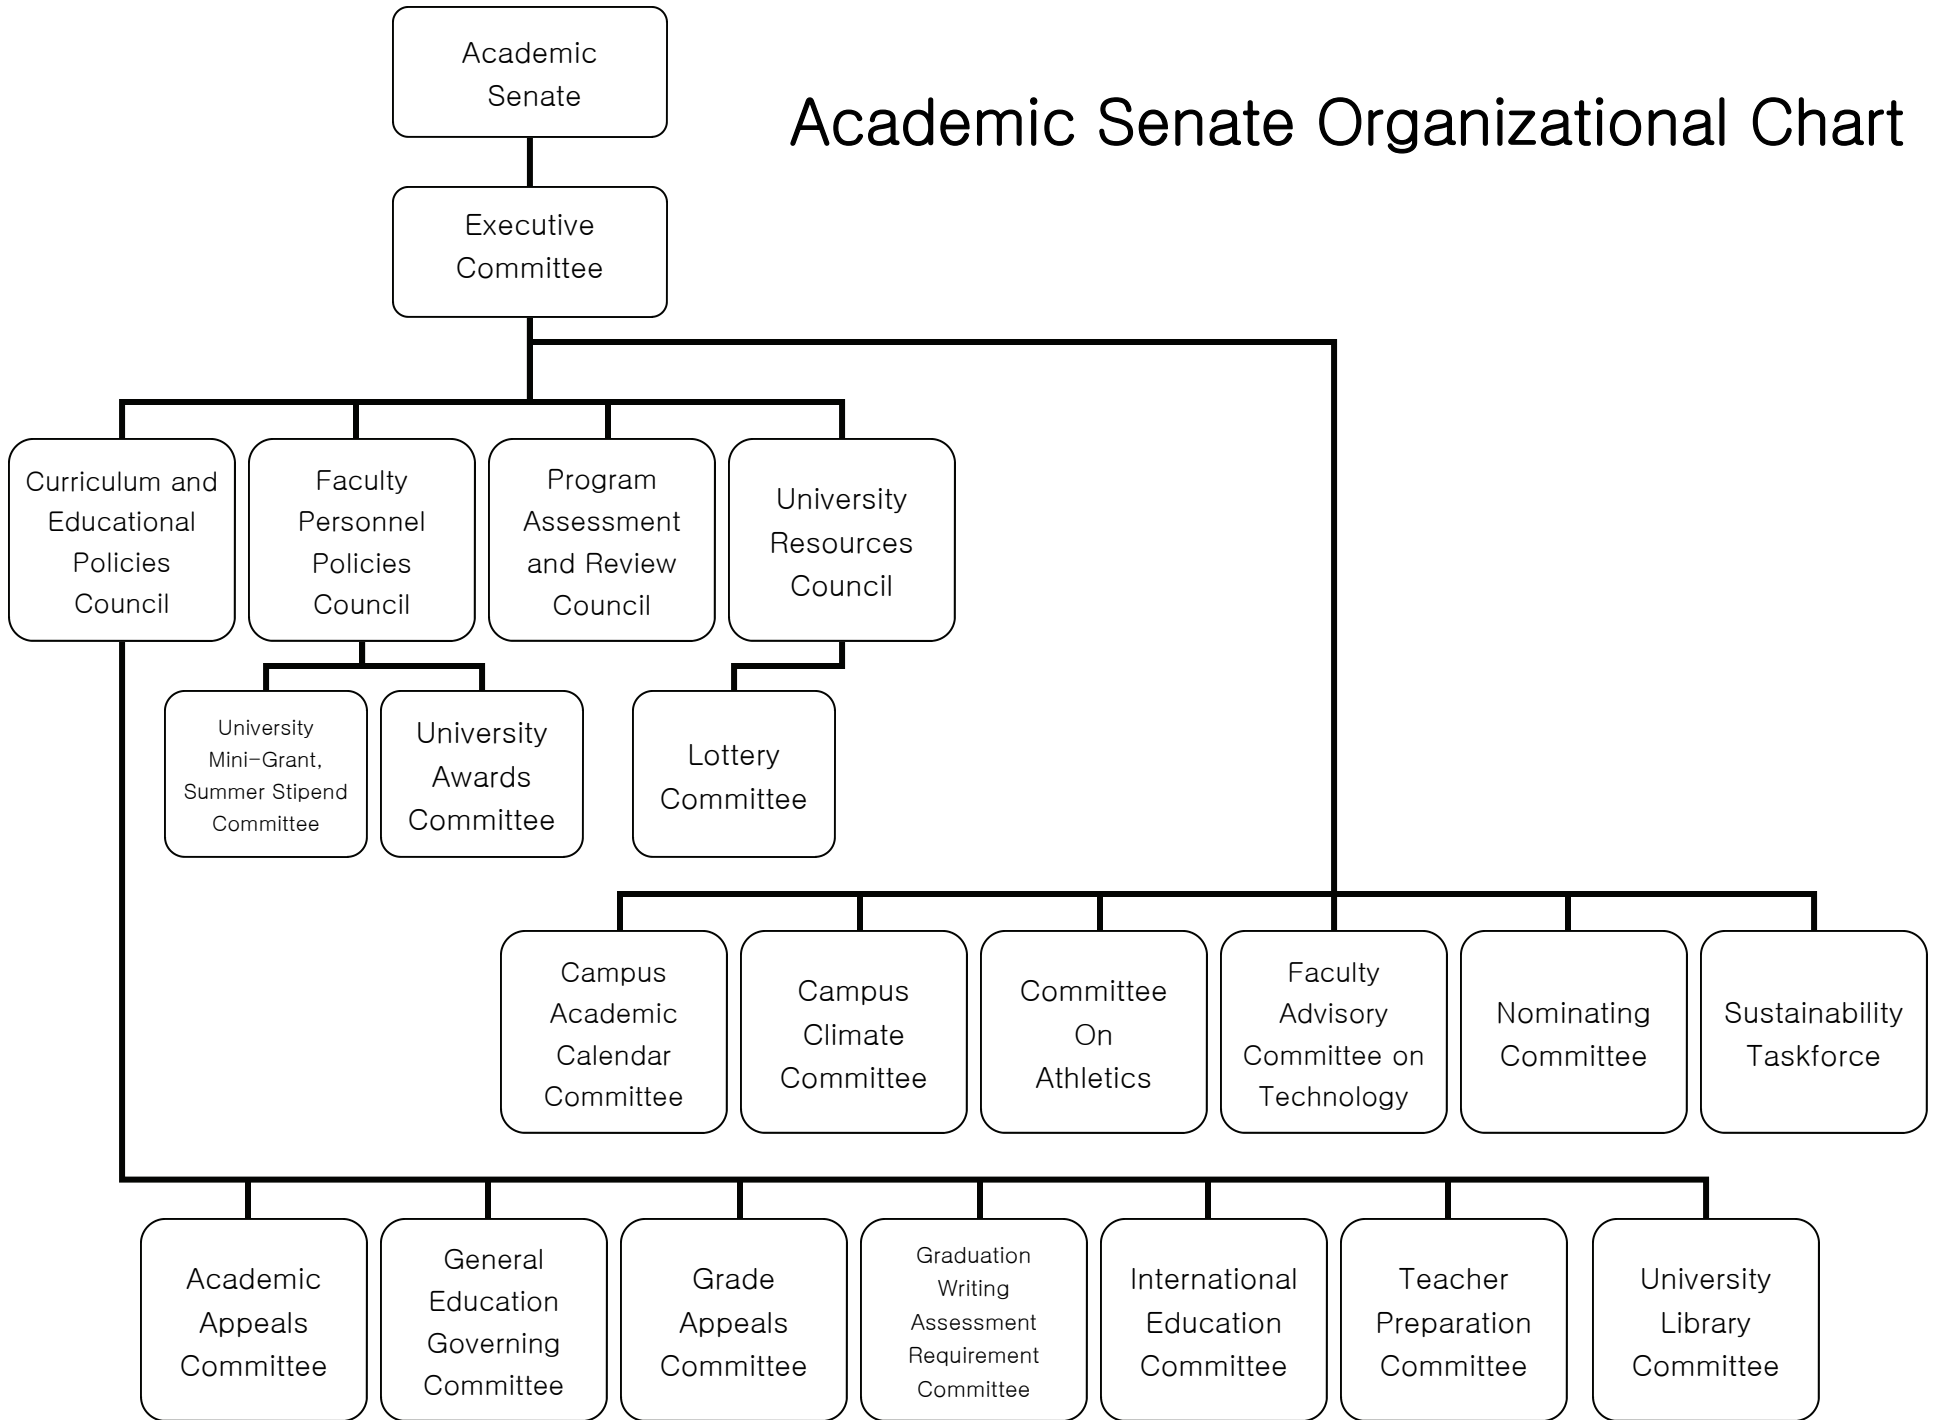 Academic
Senate
Academic Senate Organizational Chart
Executive
Committee
Curriculum and
Educational
Policies
Council
Faculty
Personnel
Policies
Council
Program
Assessment
and Review
Council
University
Resources
Council
University
Mini-Grant,
Summer Stipend
Committee
University
Awards
Committee
Lottery
Committee
Campus
Academic
Calendar
Committee
Campus
Climate
Committee
Committee
On
Athletics
Faculty
Advisory
Committee on
Technology
Nominating
Committee
Sustainability
Taskforce
Academic
Appeals
Committee
General
Education
Governing
Committee
Grade
Appeals
Committee
Graduation
Writing
Assessment
Requirement
Committee
International
Education
Committee
Teacher
Preparation
Committee
University
Library
Committee